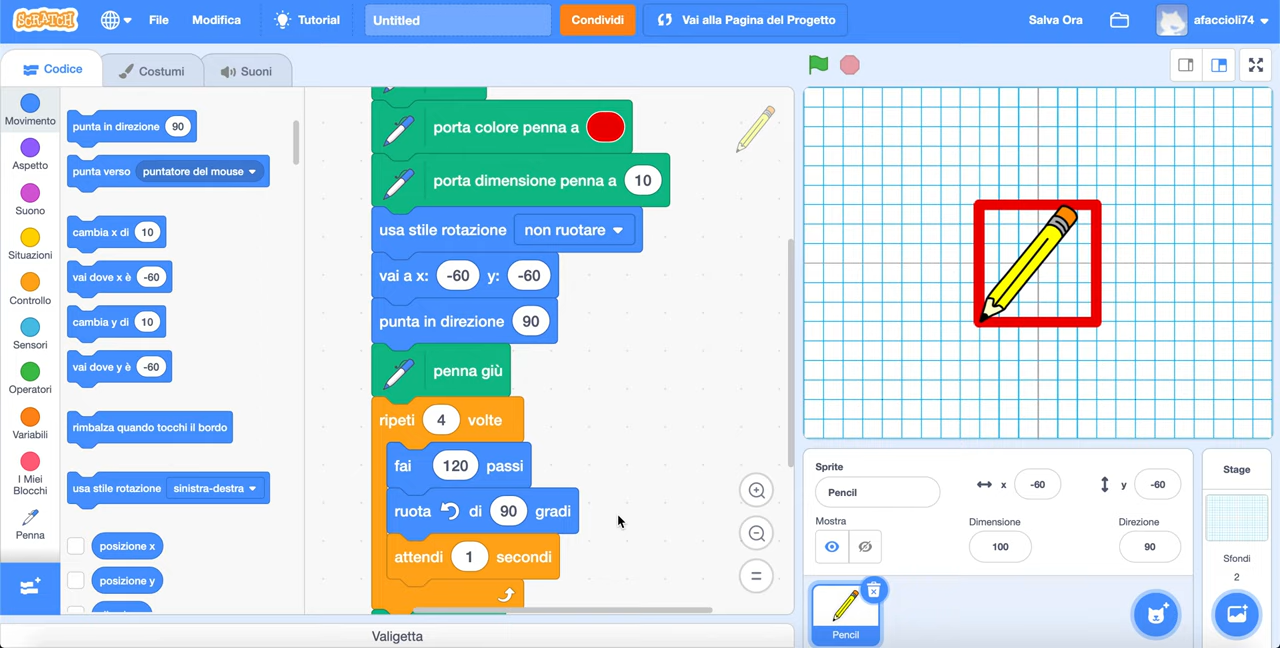 SCRATCH
File
Modifica
Tutorial
Untitled
Condividi
Vai alla Pagina del Progetto
Salva Ora
afaccioli74
Codice
Costumi
Suoni
Movimento
Aspetto
Suono
Situazioni
Controllo
Sensori
Operatori
Variabili
I Miei
Blocchi
Penna
punta in direzione 90
punta verso puntatore del mouse
cambia x di 10
vai dove x è -60
cambia y di 10
vai dove y è -60
rimbalza quando tocchi il bordo
usa stile rotazione sinistra-destra
posizione x
posizione y
porta colore penna a
porta dimensione penna a 10
usa stile rotazione non ruotare
vai a x: -60 y: -60
punta in direzione 90
penna giù
ripeti 4 volte
fai 120 passi
ruota di 90 gradi
attendi 1 secondi
Valigetta
Sprite
Pencil
x -60
y -60
Mostra
Dimensione
100
Direzione
90
Pencil
Stage
Sfondi
2